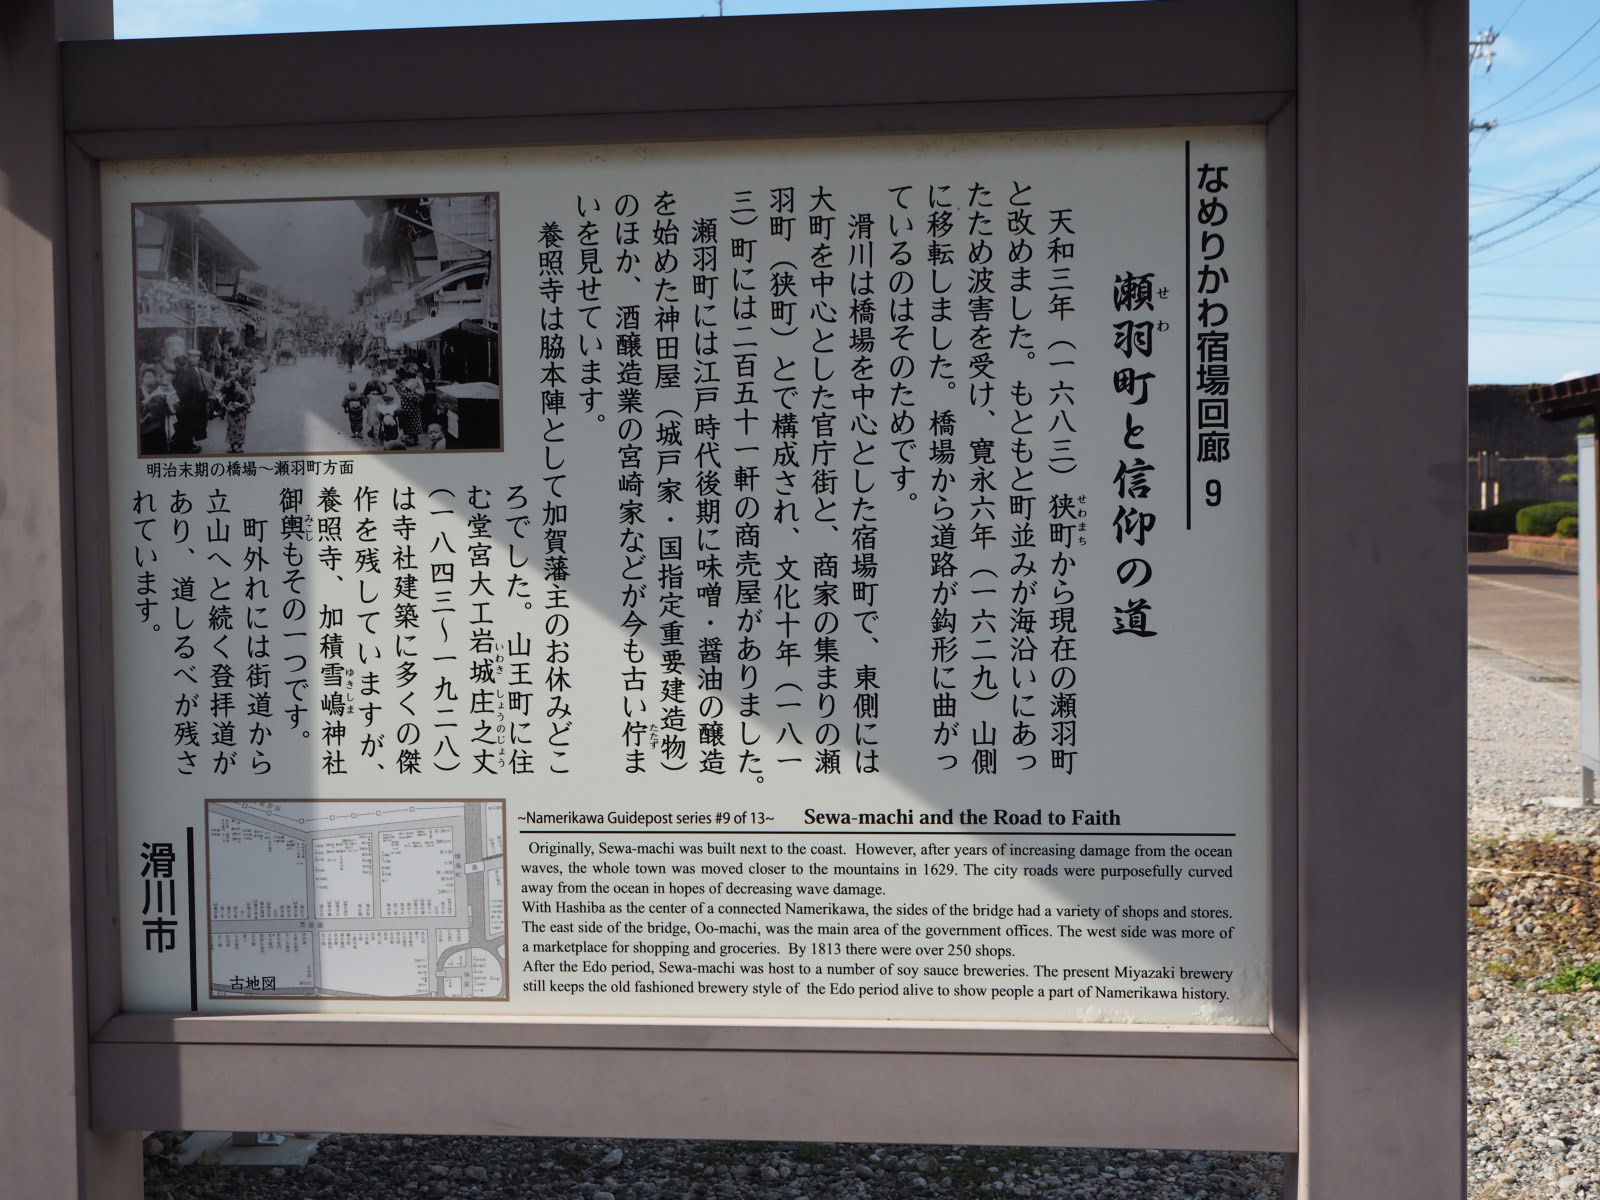 なめりかわ宿場回廊 9
瀬羽町と信仰の道
せわ
天和三年（一六八三）狭町から現在の瀬羽町
せわまち
と改めました。もともと町並みが海沿いにあっ
たため波害を受け、寛永六年（一六二九）山側
に移転しました。橋場から道路が鈎形に曲がっ
ているのはそのためです。
滑川は橋場を中心とした宿場町で、東側には
大町を中心とした官庁街と、商家の集まりの瀬
羽町（狭町）とで構成され、文化十年（一八一
三）町には二百五十一軒の商売屋がありました。
瀬羽町には江戸時代後期に味噌・醤油の醸造
を始めた神田屋（城戸家・国指定重要建造物）
のほか、酒醸造業の宮崎家などが今も古い佇ま
たたず
いを見せています。
養照寺は脇本陣として加賀藩主のお休みどこ
ろでした。山王町に住
む堂宮大工岩城庄之丈
いわき しょうのじょう
（一八四三～一九二八）
は寺社建築に多くの傑
作を残していますが、
養照寺、加積雪嶋神社
ゆきしま
御輿もその一つです。
みこし
町外れには街道から
立山へと続く登拝道が
あり、道しるべが残さ
れています。
明治末期の橋場～瀬羽町方面
滑川市
古地図
~Namerikawa Guidepost series #9 of 13~ Sewa-machi and the Road to Faith
Originally, Sewa-machi was built next to the coast. However, after years of increasing damage from the ocean
waves, the whole town was moved closer to the mountains in 1629. The city roads were purposefully curved
away from the ocean in hopes of decreasing wave damage.
With Hashiba as the center of a connected Namerikawa, the sides of the bridge had a variety of shops and stores.
The east side of the bridge, Oo-machi, was the main area of the government offices. The west side was more of
a marketplace for shopping and groceries. By 1813 there were over 250 shops.
After the Edo period, Sewa-machi was host to a number of soy sauce breweries. The present Miyazaki brewery
still keeps the old fashioned brewery style of the Edo period alive to show people a part of Namerikawa history.